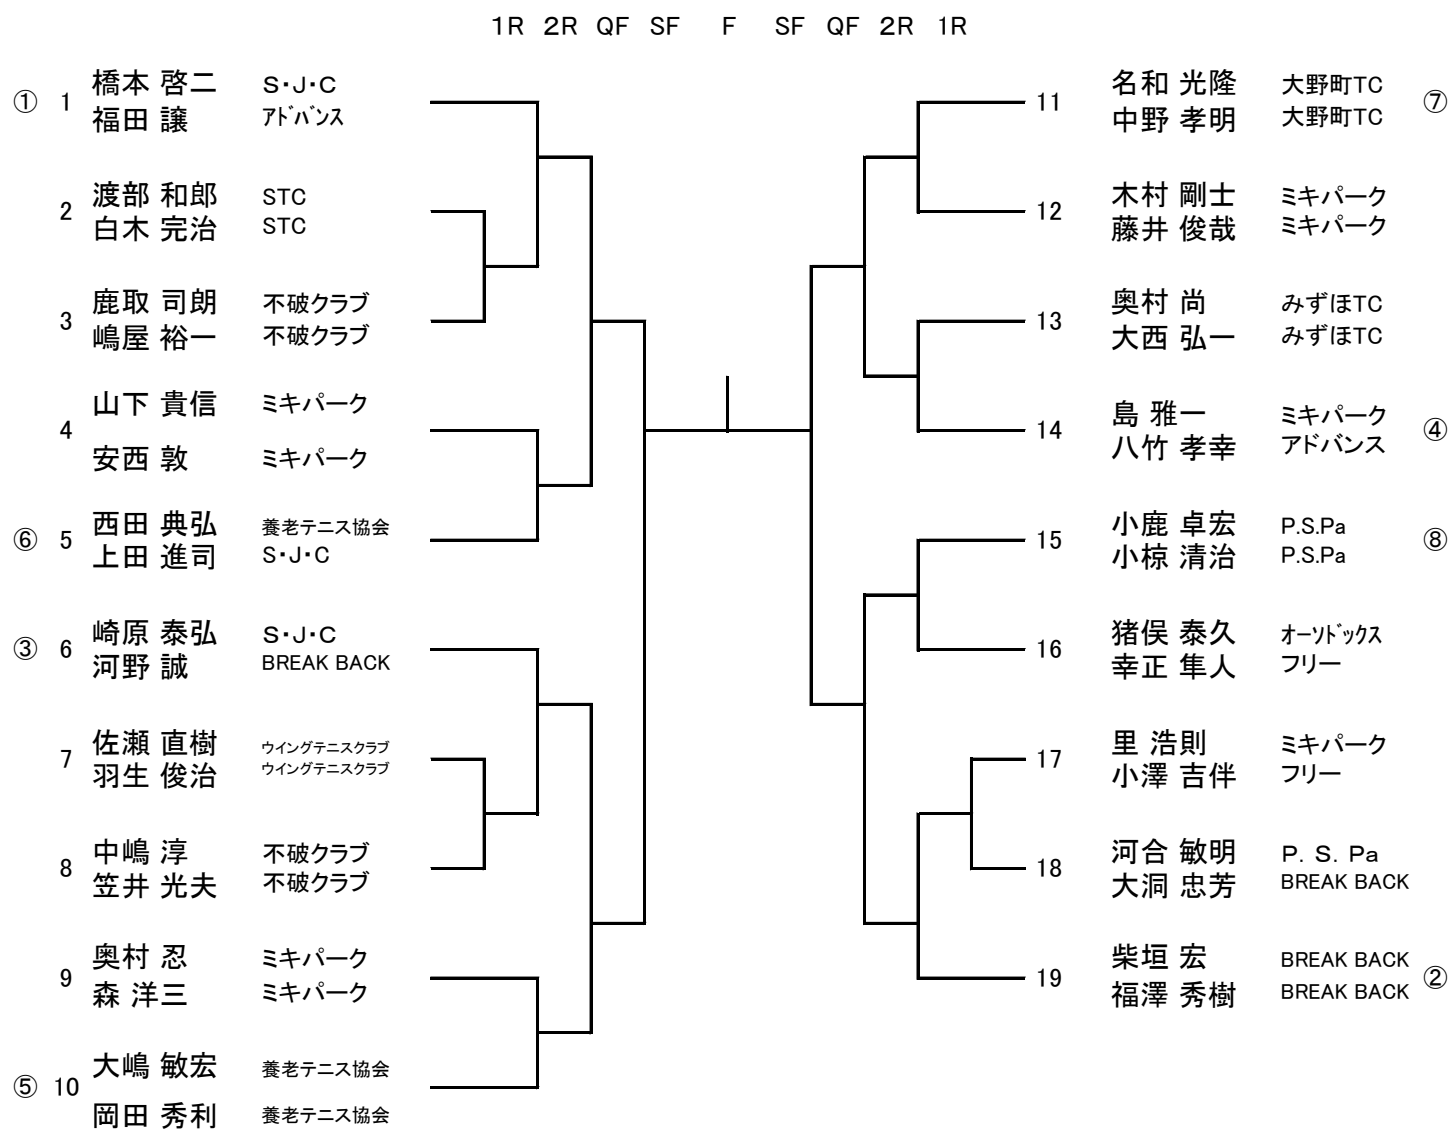 1R 2R QF SF F SF QF 2R 1R
① 1 橋本 啓二 S・J・C
福田 譲 アドバンス
2 渡部 和郎 STC
白木 完治 STC
3 鹿取 司朗 不破クラブ
嶋屋 裕一 不破クラブ
4 山下 貴信 ミキパーク
安西 敦 ミキパーク
⑥ 5 西田 典弘 養老テニス協会
上田 進司 S・J・C
③ 6 崎原 泰弘 S・J・C
河野 誠 BREAK BACK
7 佐瀬 直樹 ウイングテニスクラブ
羽生 俊治 ウイングテニスクラブ
8 中嶋 淳 不破クラブ
笠井 光夫 不破クラブ
9 奥村 忍 ミキパーク
森 洋三 ミキパーク
⑤ 10 大嶋 敏宏 養老テニス協会
岡田 秀利 養老テニス協会
11 名和 光隆 大野町TC ⑦
中野 孝明 大野町TC
12 木村 剛士 ミキパーク
藤井 俊哉 ミキパーク
13 奥村 尚 みずほTC
大西 弘一 みずほTC
14 島 雅一 ミキパーク ④
八竹 孝幸 アドバンス
15 小鹿 卓宏 P.S.Pa ⑧
小椋 清治 P.S.Pa
16 猪俣 泰久 オーソドックス
幸正 隼人 フリー
17 里 浩則 ミキパーク
小澤 吉伴 フリー
18 河合 敏明 P. S. Pa
大洞 忠芳 BREAK BACK
19 柴垣 宏 BREAK BACK ②
福澤 秀樹 BREAK BACK